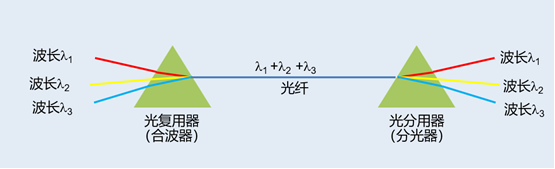 波长λ1
波长λ2
波长λ3
光复用器
(合波器)
λ1 +λ2 +λ3
光纤
光分用器
(分光器)
波长λ1
波长λ2
波长λ3